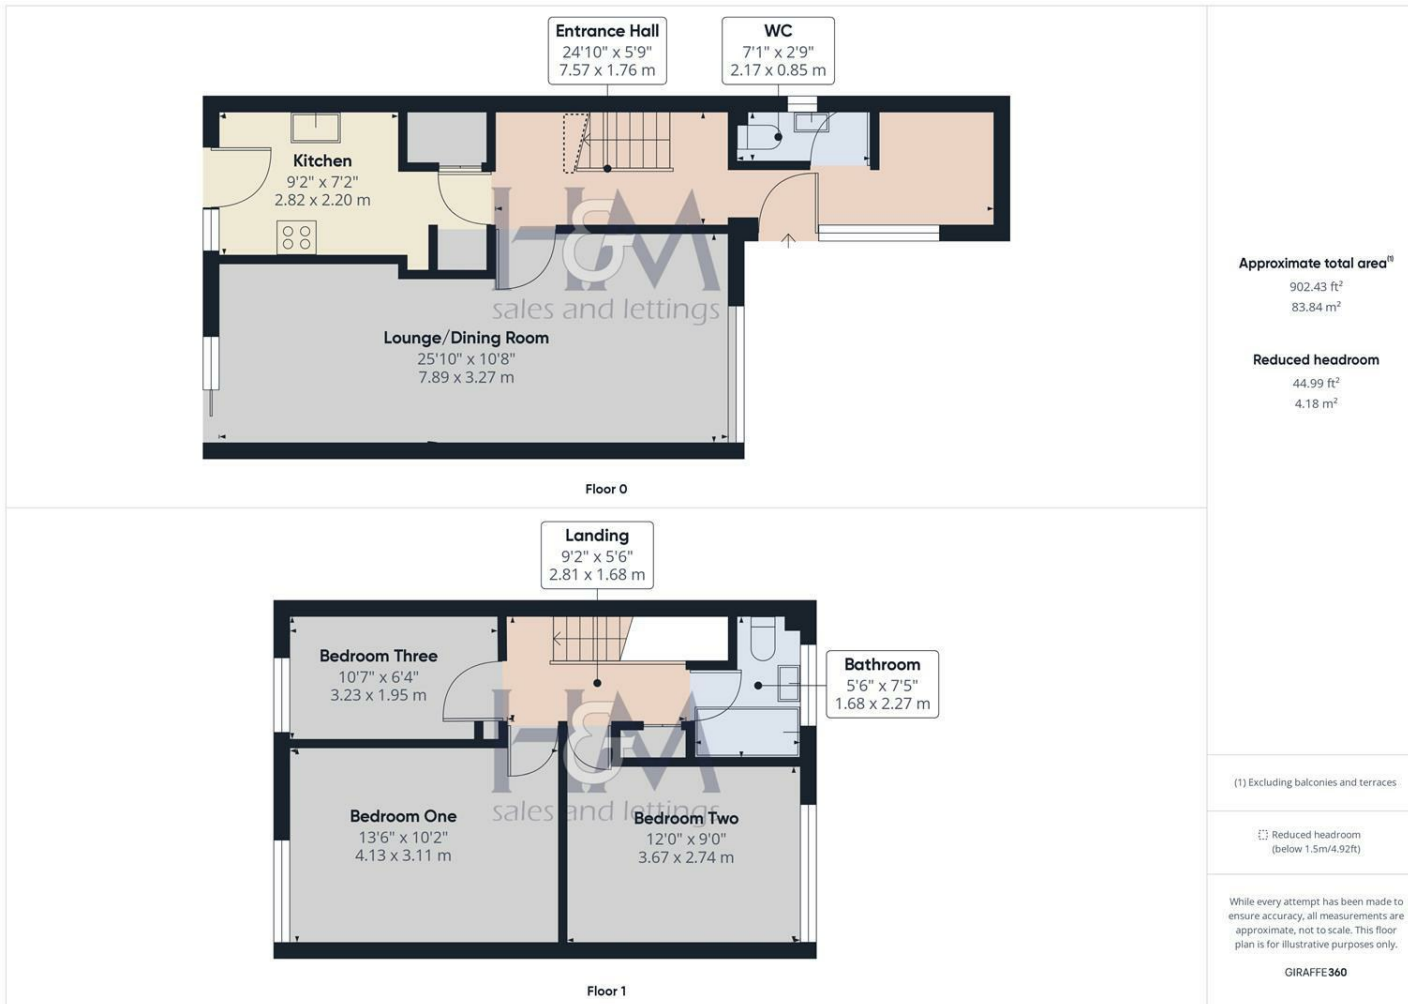 Entrance Hall
24'10" x 5'9"
7.57 x 1.76 m
WC
7'1" x 2'9"
2.17 x 0.85 m
Kitchen
9'2" x 7'2"
2.82 x 2.20 m
H&M
sales and lettings
Lounge/Dining Room
25'10" x 10'8"
7.89 x 3.27 m
Floor 0
Landing
9'2" x 5'6"
2.81 x 1.68 m
Bedroom Three
10'7" x 6'4"
3.23 x 1.95 m
Bathroom
5'6" x 7'5"
1.68 x 2.27 m
H&M
sales and lettings
Bedroom One
13'6" x 10'2"
4.13 x 3.11 m
Bedroom Two
12'0" x 9'0"
3.67 x 2.74 m
Floor 1
Approximate total area(1)
902.43 ft²
83.84 m²
Reduced headroom
44.99 ft²
4.18 m²
(1) Excluding balconies and terraces
Reduced headroom
(below 1.5m/4.92ft)
While every attempt has been made to
ensure accuracy, all measurements are
approximate, not to scale. This floor
plan is for illustrative purposes only.
GIRAFFE360